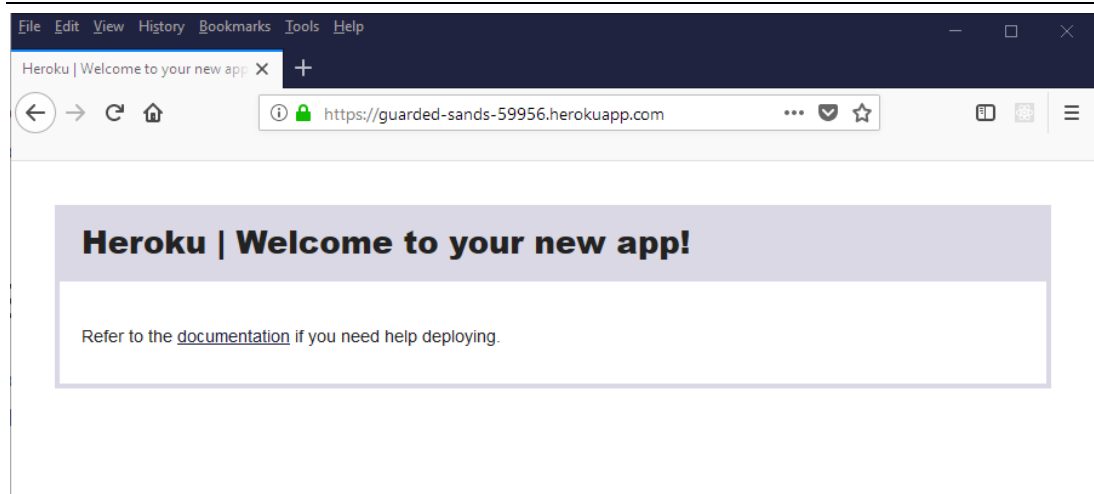 File Edit View History Bookmarks Tools Help
Heroku | Welcome to your new app
https://guarded-sands-59956.herokuapp.com
Heroku | Welcome to your new app!
Refer to the documentation if you need help deploying.